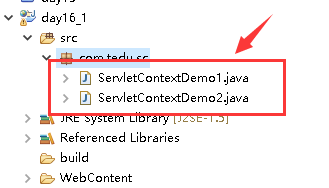 day16_1
src
com.tedu.sc
ServletContextDemo1.java
ServletContextDemo2.java
JRE System Library [J2SE-1.5]
Referenced Libraries
build
WebContent